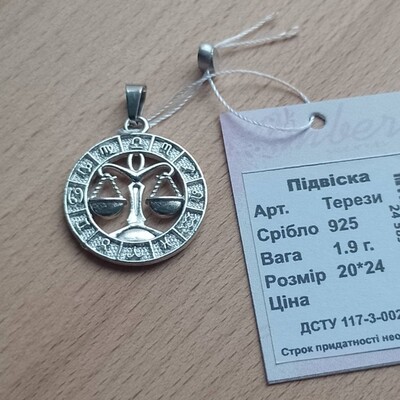 Підвіска
Арт. Терези
Срібло 925
Вага 1.9 г.
Розмір 20*24
Ціна
ДСТУ 117-3-002
Строк придатності